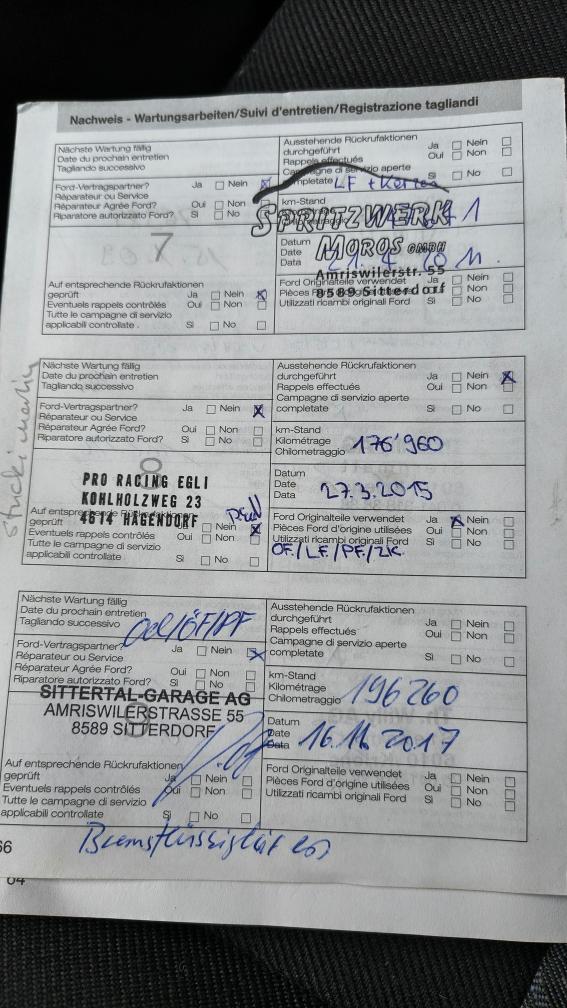 Nachweis - Wartungsarbeiten/Suivi d'entretien/Registrazione tagliandi
Nächste Wartung fällig
Date du prochain entretien
Tagliando successivo
Ausstehende Rückrufaktionen
durchgeführt Ja Nein
Rappels effectués Oui Non
Campagne di servizio aperte
completate Si No
LF + Kerzen
Ford-Vertragspartner? Ja Nein
Réparateur ou Service
Réparateur Agrée Ford? Oui Non
Riparatore autorizzato Ford? Si No
km-Stand
SPRITZWERK
MOROS GMBH
Amriswilerstr. 55
8589 Sitterdorf
7
Datum
Date
Data
Auf entsprechende Rückrufaktionen
geprüft Ja Nein
Eventuels rappels contrôlés Oui Non
Tutte le campagne di servizio
applicabili controllate. Si No
Ford Originalteile verwendet Ja Nein
Pièces Oui Non
Utilizzati ricambi originali Ford Si No
Nächste Wartung fällig
Date du prochain entretien
Tagliando successivo
Ausstehende Rückrufaktionen
durchgeführt Ja Nein
Rappels effectués Oui Non
Campagne di servizio aperte
completate Si No
Ford-Vertragspartner? Ja Nein
Réparateur ou Service
Réparateur Agrée Ford? Oui Non
Riparatore autorizzato Ford? Si No
km-Stand
Kilométrage
Chilometraggio 176'960
8
PRO RACING EGLI
KOHLHOLZWEG 23
4614 HÄGENDORF
Datum
Date
Data 27.3.2015
Auf entsprechende Rückrufaktionen
geprüft Nein
Eventuels rappels contrôlés Oui Non
Tutte le campagne di servizio
applicabili controllate. Si No
Ford Originalteile verwendet Ja Nein
Pièces Ford d'origine utilisées Oui Non
Utilizzati ricambi originali Ford Si No
ÖF./LF./PF./ZK.
Nächste Wartung fällig
Date du prochain entretien
Tagliando successivo
Oel/ÖF/PF
Ausstehende Rückrufaktionen
durchgeführt Ja Nein
Rappels effectués Oui Non
Campagne di servizio aperte
completate Si No
Ford-Vertragspartner? Ja Nein
Réparateur ou Service
Réparateur Agrée Ford? Oui Non
Riparatore autorizzato Ford? Si No
km-Stand
Kilométrage
Chilometraggio 196260
SITTERTAL-GARAGE AG
AMRISWILERSTRASSE 55
8589 SITTERDORF
9
Datum
Date
Data 2017
Auf entsprechende Rückrufaktionen
geprüft Ja Nein
Eventuels rappels contrôlés Oui Non
Tutte le campagne di servizio
applicabili controllate Si No
Ford Originalteile verwendet Ja Nein
Pièces Ford d'origine utilisées Oui Non
Utilizzati ricambi originali Ford Si No
Bremsflüssigkeit
66
64